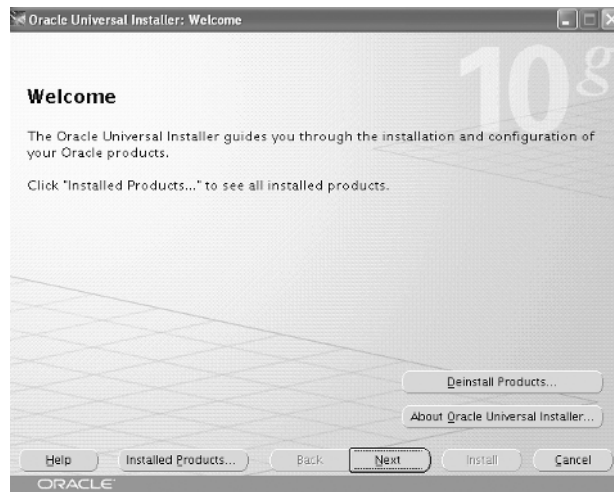 Oracle Universal Installer: Welcome
10g
Welcome
The Oracle Universal Installer guides you through the installation and configuration of
your Oracle products.
Click "Installed Products..." to see all installed products.
Deinstall Products...
About Oracle Universal Installer...
Help Installed Products... Back Next Install Cancel
ORACLE